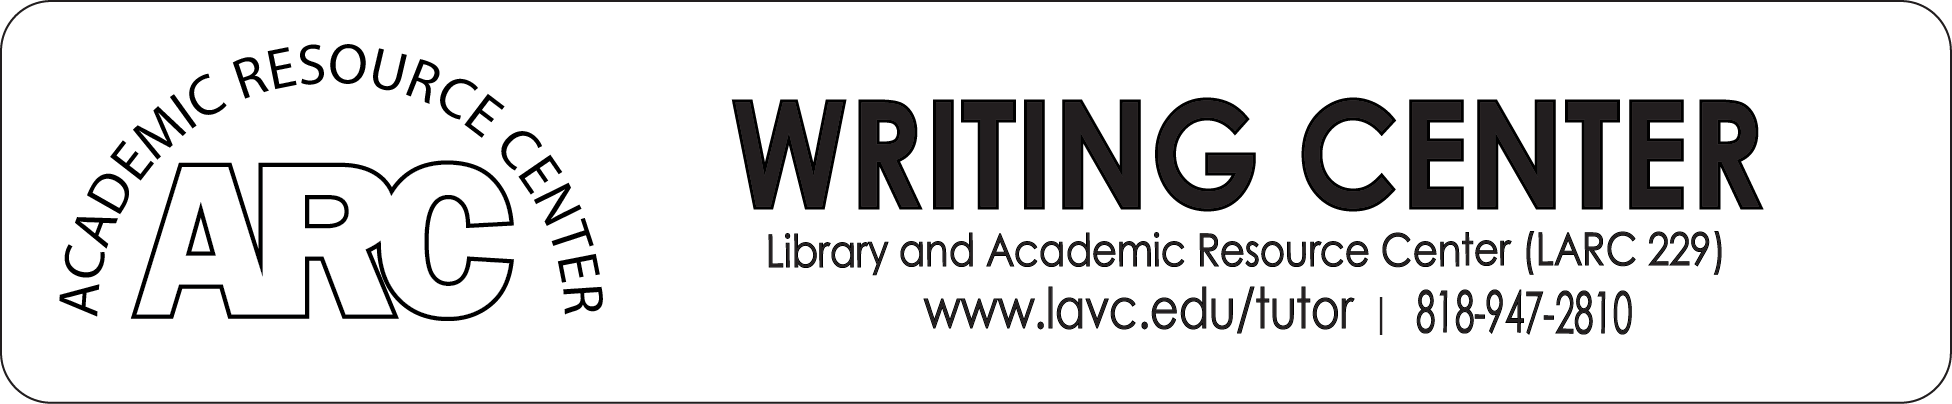 ACADEMIC RESOURCE CENTER
ARC
WRITING CENTER
Library and Academic Resource Center (LARC 229)
www.lavc.edu/tutor | 818-947-2810